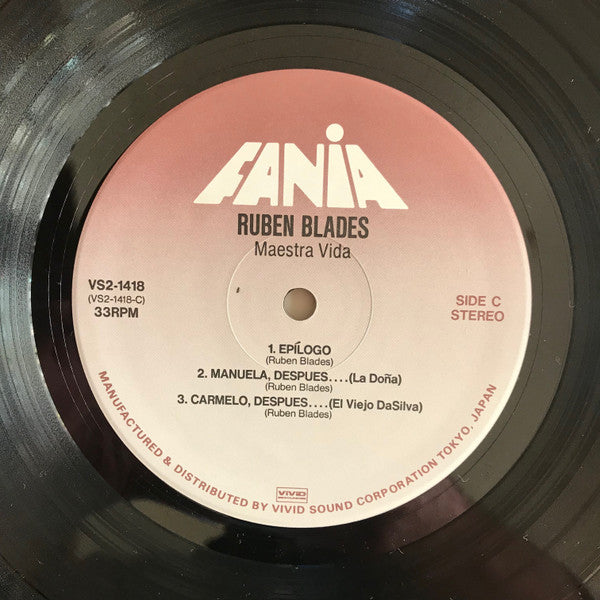 FANIA
RUBEN BLADES
Maestra Vida
VS2-1418
(VS2-1418-C)
33RPM
SIDE C
STEREO
1. EPÍLOGO
(Ruben Blades)
2. MANUELA, DESPUES....(La Doña)
(Ruben Blades)
3. CARMELO, DESPUES....(El Viejo DaSilva)
(Ruben Blades)
VIVID
MANUFACTURED & DISTRIBUTED BY VIVID SOUND CORPORATION TOKYO, JAPAN